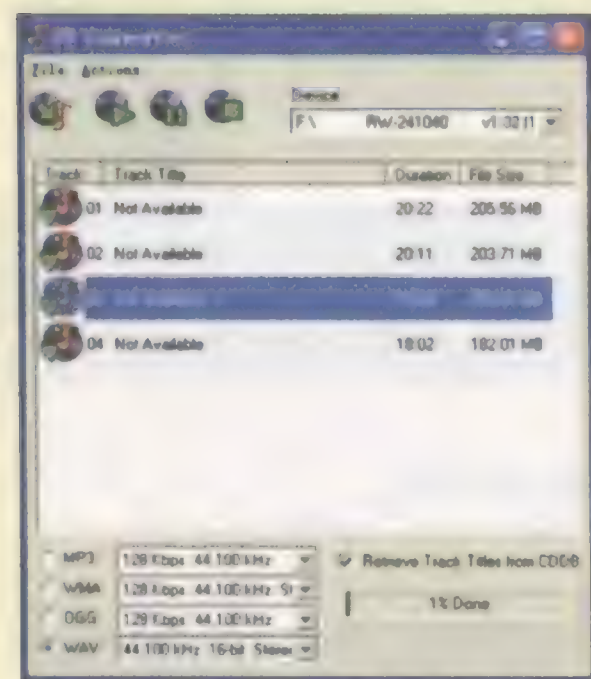 File Actions
Device
F:\ RW-241040 v1.02 (1
Track Track Title Duration File Size
01 Not Available 20:22 205.56 MB
02 Not Available 20:11 203.71 MB
04 Not Available 18:02 182.01 MB
MP3 128 Kbps 44.100 kHz
Retrieve Track Titles from CDDB
WMA 128 Kbps 44.100 kHz St
OGG 128 Kbps 44.100 kHz
1% Done
WAV 44.100 kHz 16-bit Stereo